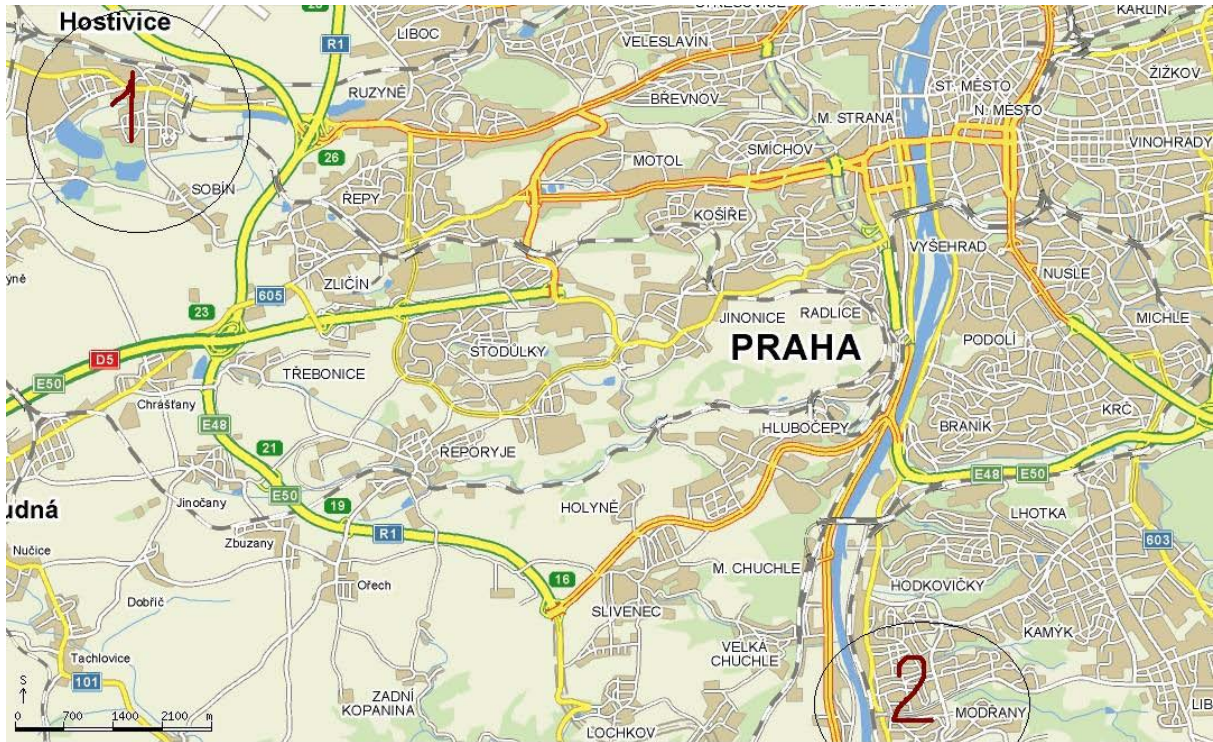 Hostivice
R1
LIBOC
VELESLAVÍN
KARLÍN
1
RUZYNĚ
BŘEVNOV
ST. MĚSTO
ŽIŽKOV
N. MĚSTO
M. STRANA
26
MOTOL
SMÍCHOV
VINOHRADY
SOBÍN
ŘEPY
KOŠÍŘE
VYŠEHRAD
ZLIČÍN
NUSLE
605
23
JINONICE
RADLICE
MICHLE
PRAHA
PODOLÍ
D5
STODŮLKY
E50
TŘEBONICE
Chrášťany
KRČ
E48
HLUBOČEPY
BRANÍK
21
ŘEPORYJE
E48
E50
Jinočany
E50
19
HOLYNĚ
LHOTKA
udná
R1
Zbuzany
603
Nučice
M. CHUCHLE
16
Ořech
HODKOVIČKY
Dobříč
SLIVENEC
KAMÝK
VELKÁ
CHUCHLE
2
Tachlovice
101
S
ZADNÍ
KOPANINA
MODŘANY
LIB
0 700 1400 2100 m
LOCHKOV